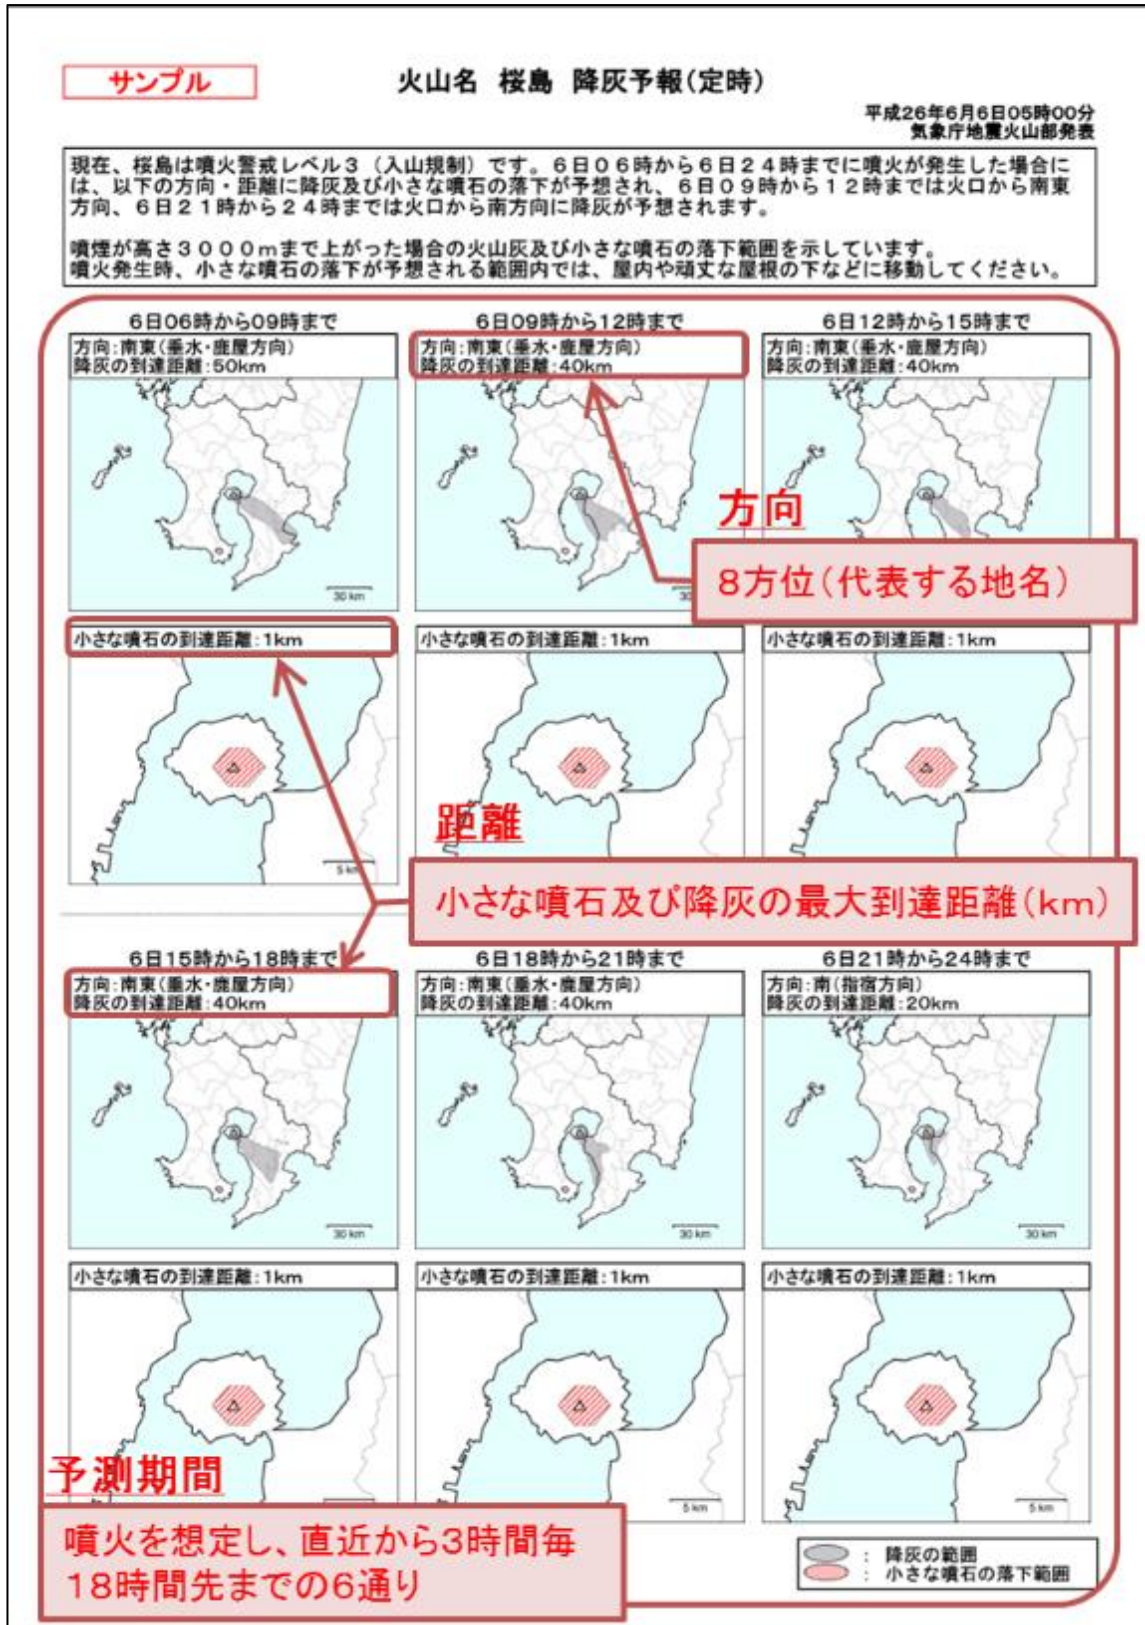 サンプル
火山名 桜島 降灰予報(定時)
平成26年6月6日05時00分
気象庁地震火山部発表
現在、桜島は噴火警戒レベル3(入山規制)です。6日06時から6日24時までに噴火が発生した場合に
は、以下の方向・距離に降灰及び小さな噴石の落下が予想され、6日09時から12時までは火口から南東
方向、6日21時から24時までは火口から南方向に降灰が予想されます。
噴煙が高さ3000mまで上がった場合の火山灰及び小さな噴石の落下範囲を示しています。
噴火発生時、小さな噴石の落下が予想される範囲内では、屋内や頑丈な屋根の下などに移動してください。
6日06時から09時まで
方向:南東(垂水・鹿屋方向)
降灰の到達距離:50km
30 km
6日09時から12時まで
方向:南東(垂水・鹿屋方向)
降灰の到達距離:40km
30
6日12時から15時まで
方向:南東(垂水・鹿屋方向)
降灰の到達距離:40km
方向
8方位(代表する地名)
小さな噴石の到達距離:1km
5 km
小さな噴石の到達距離:1km
小さな噴石の到達距離:1km
距離
小さな噴石及び降灰の最大到達距離(km)
6日15時から18時まで
方向:南東(垂水・鹿屋方向)
降灰の到達距離:40km
30 km
6日18時から21時まで
方向:南東(垂水・鹿屋方向)
降灰の到達距離:40km
30 km
6日21時から24時まで
方向:南(指宿方向)
降灰の到達距離:20km
30 km
小さな噴石の到達距離:1km
小さな噴石の到達距離:1km
5 km
小さな噴石の到達距離:1km
5 km
予測期間
噴火を想定し、直近から3時間毎
18時間先までの6通り
: 降灰の範囲
: 小さな噴石の落下範囲